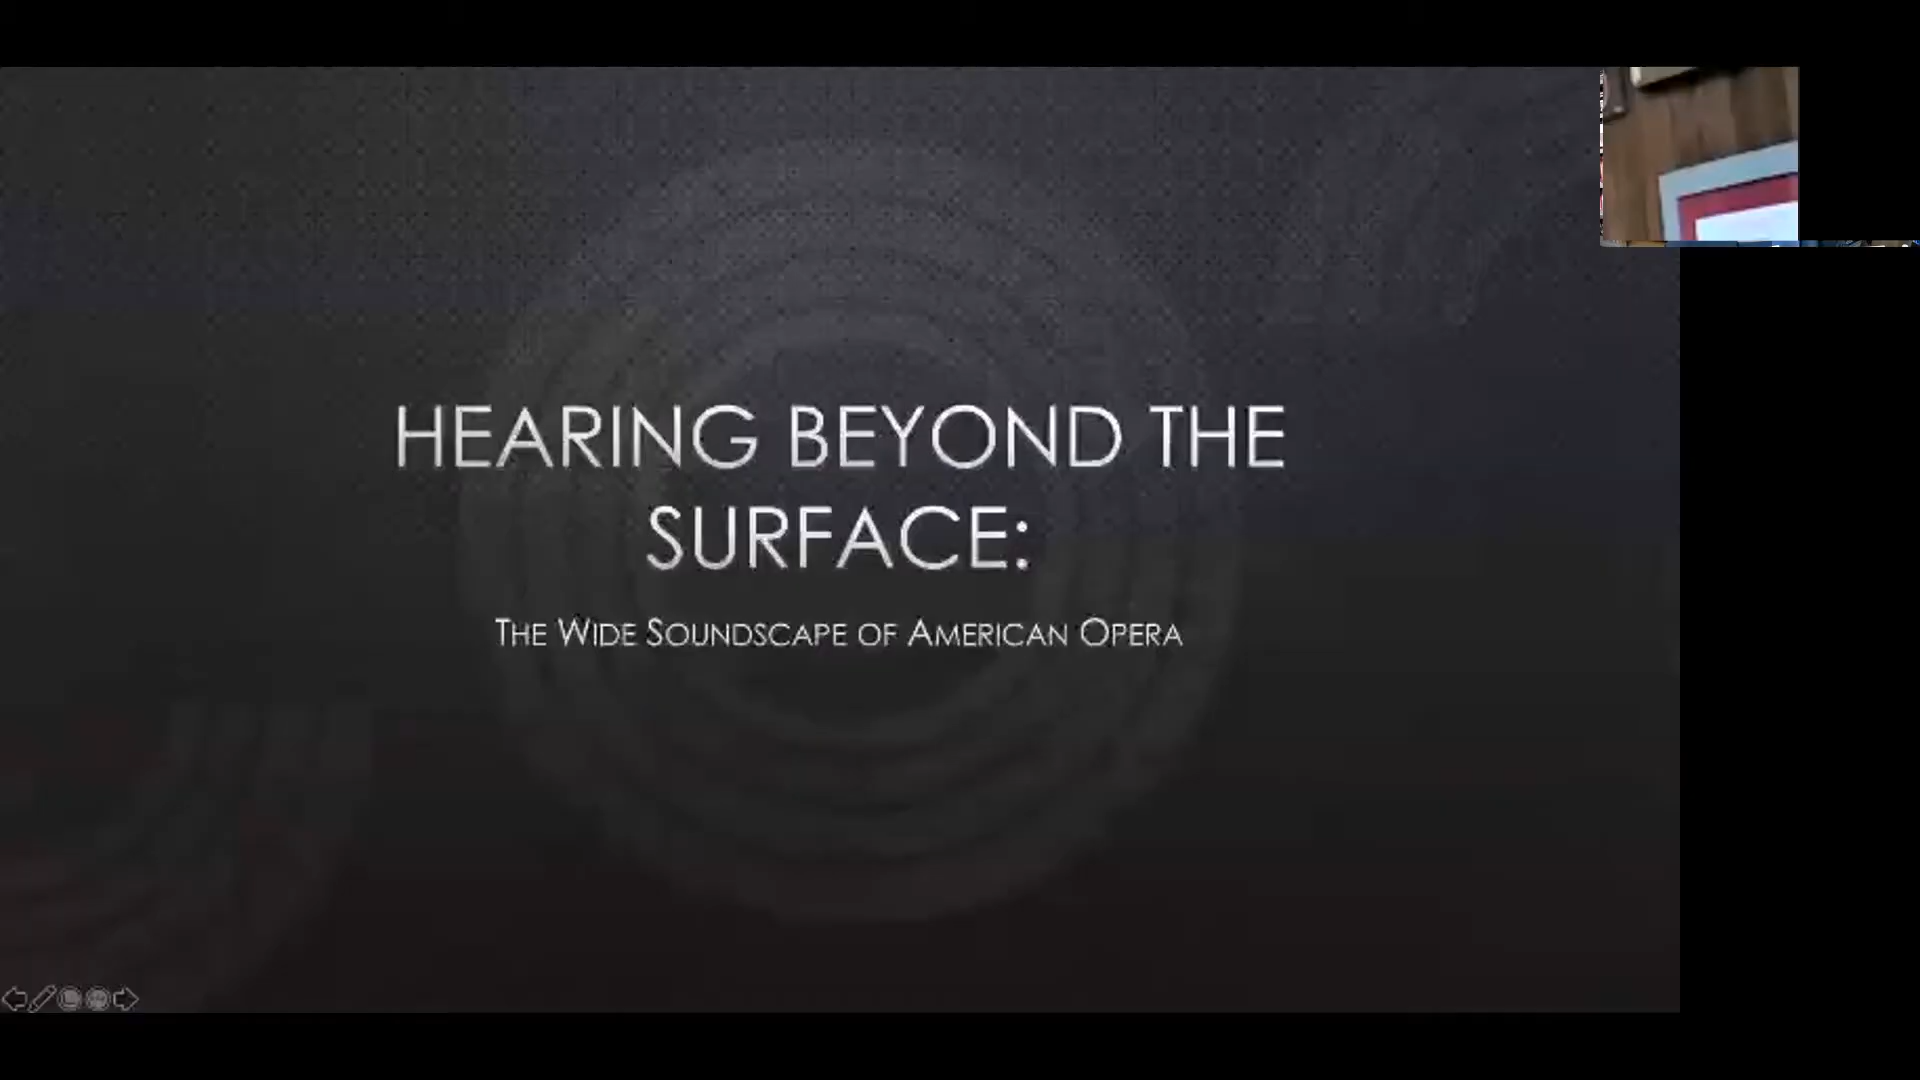 HEARING BEYOND THE
SURFACE:
THE WIDE SOUNDSCAPE OF AMERICAN OPERA